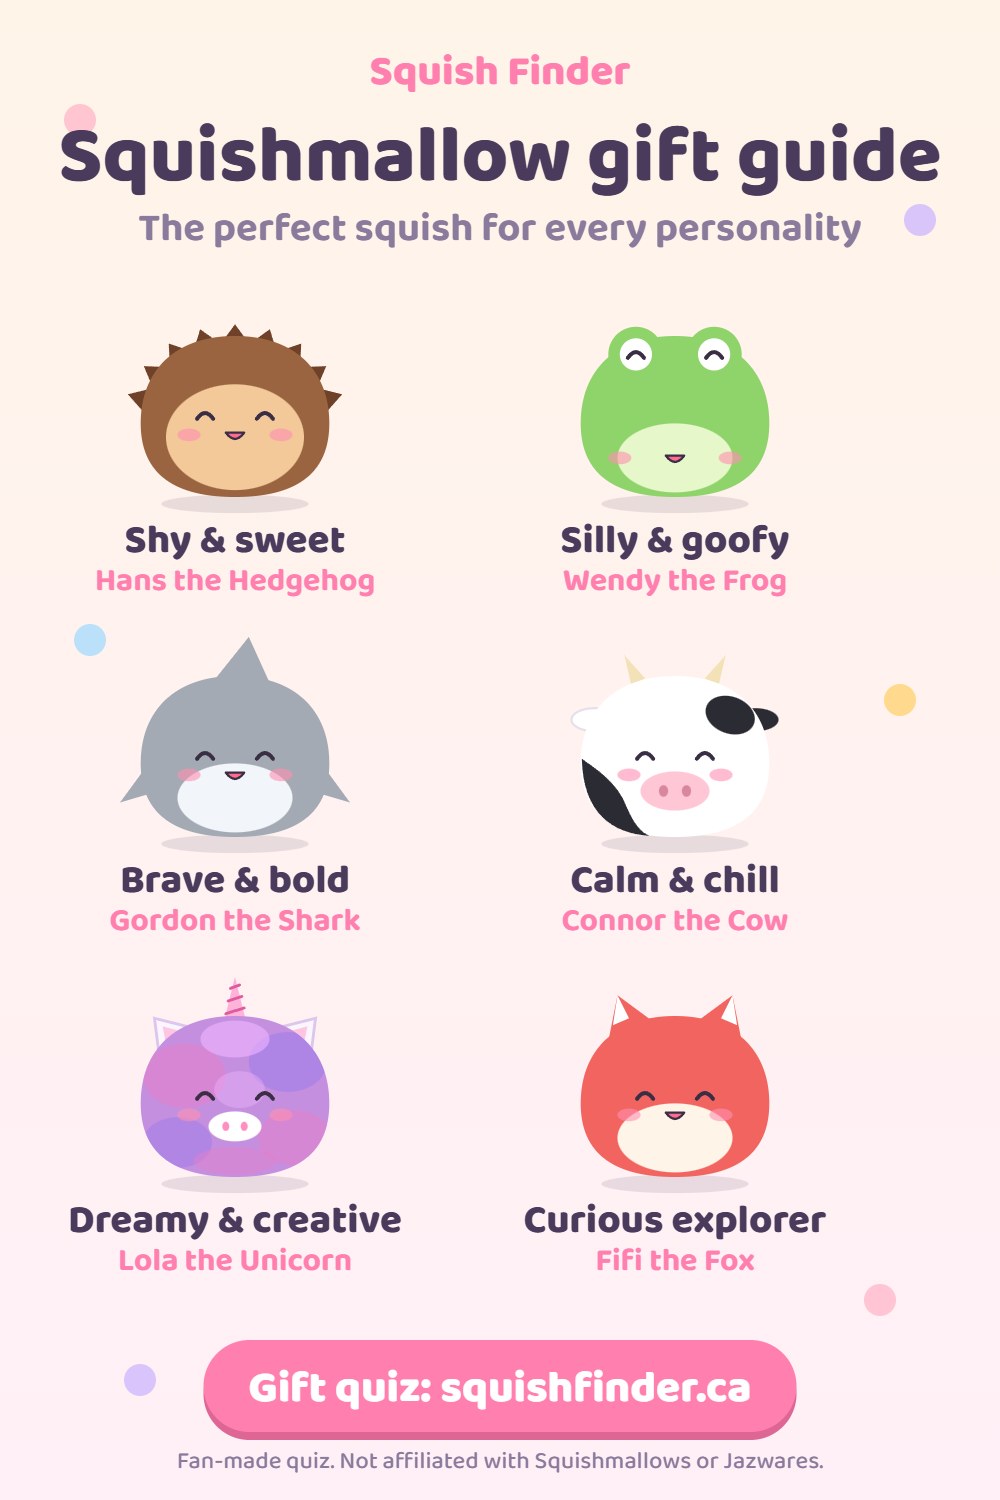 Squish Finder
Squishmallow gift guide
The perfect squish for every personality
Shy & sweet
Hans the Hedgehog
Silly & goofy
Wendy the Frog
Brave & bold
Gordon the Shark
Calm & chill
Connor the Cow
Dreamy & creative
Lola the Unicorn
Curious explorer
Fifi the Fox
Gift quiz: squishfinder.ca
Fan-made quiz. Not affiliated with Squishmallows or Jazwares.